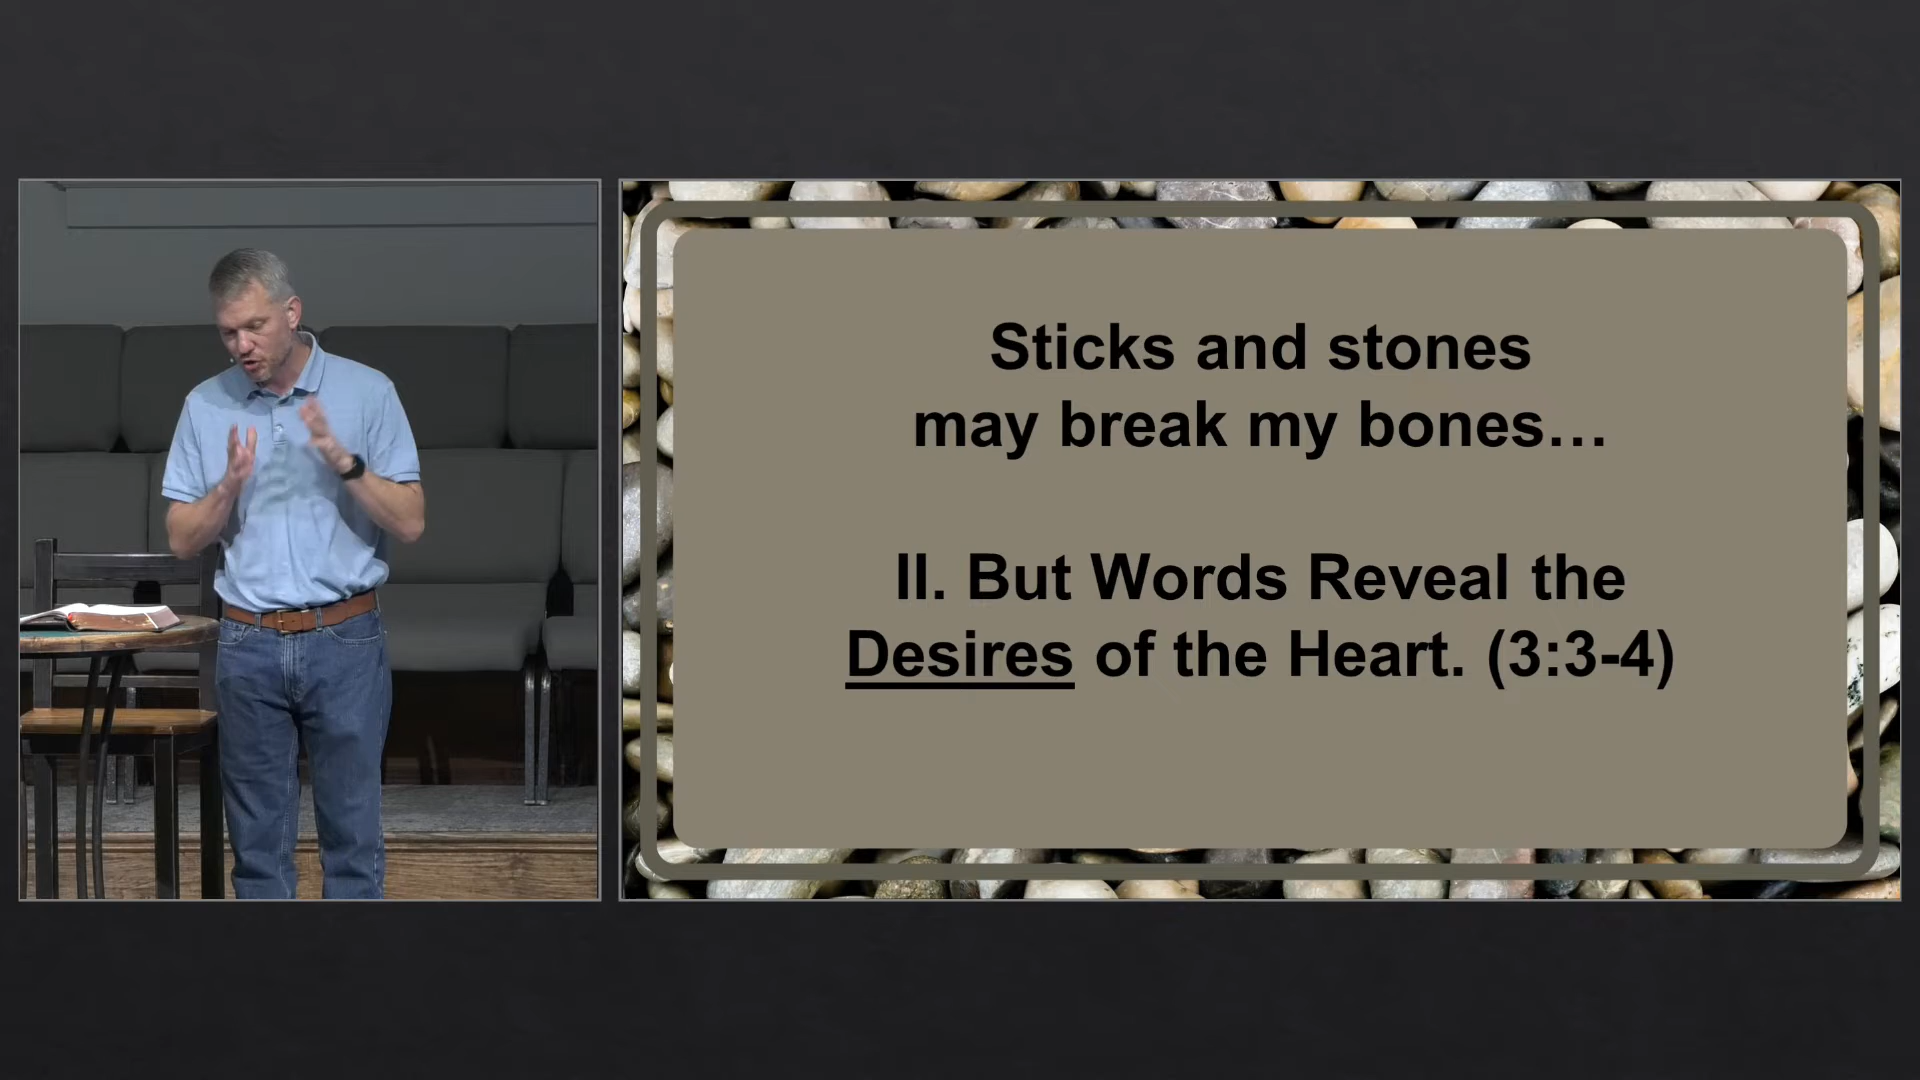 Sticks and stones
may break my bones…
II. But Words Reveal the
Desires of the Heart. (3:3-4)